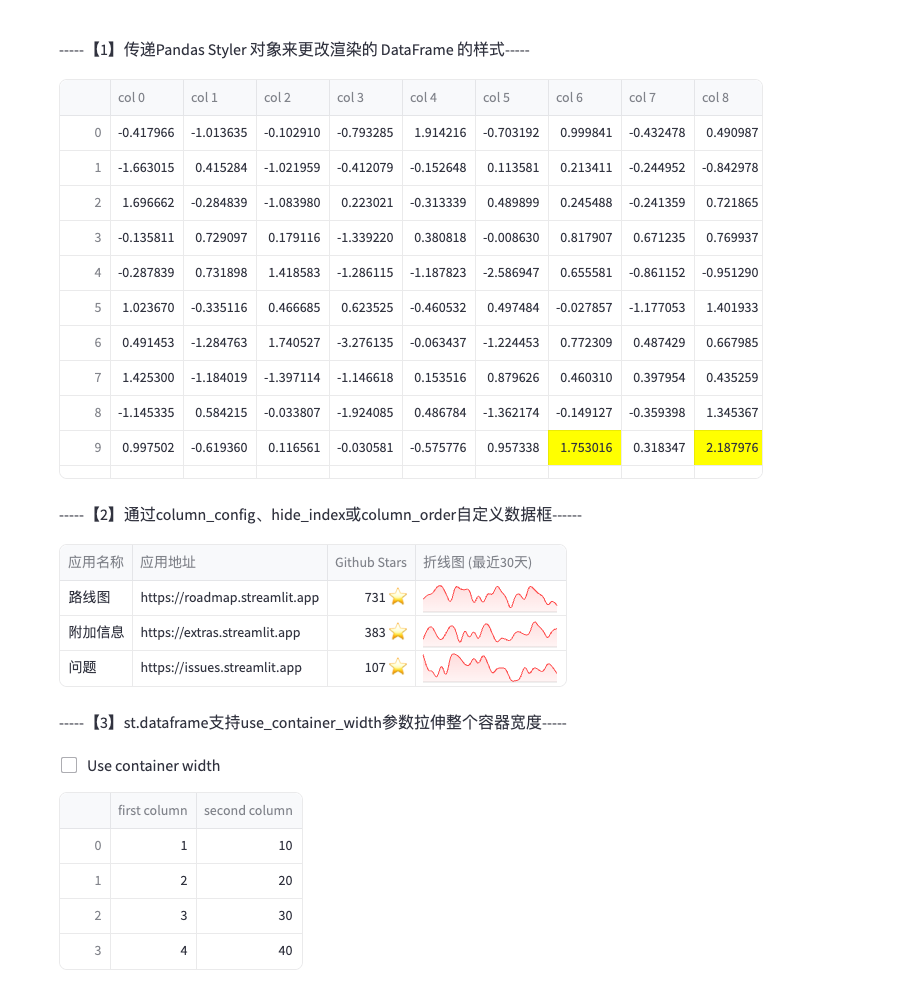 -----【1】传递Pandas Styler 对象来更改渲染的 DataFrame 的样式-----
col 0 col 1 col 2 col 3 col 4 col 5 col 6 col 7 col 8
0 -0.417966 -1.013635 -0.102910 -0.793285 1.914216 -0.703192 0.999841 -0.432478 0.490987
1 -1.663015 0.415284 -1.021959 -0.412079 -0.152648 0.113581 0.213411 -0.244952 -0.842978
2 1.696662 -0.284839 -1.083980 0.223021 -0.313339 0.489899 0.245488 -0.241359 0.721865
3 -0.135811 0.729097 0.179116 -1.339220 0.380818 -0.008630 0.817907 0.671235 0.769937
4 -0.287839 0.731898 1.418583 -1.286115 -1.187823 -2.586947 0.655581 -0.861152 -0.951290
5 1.023670 -0.335116 0.466685 0.623525 -0.460532 0.497484 -0.027857 -1.177053 1.401933
6 0.491453 -1.284763 1.740527 -3.276135 -0.063437 -1.224453 0.772309 0.487429 0.667985
7 1.425300 -1.184019 -1.397114 -1.146618 0.153516 0.879626 0.460310 0.397954 0.435259
8 -1.145335 0.584215 -0.033807 -1.924085 0.486784 -1.362174 -0.149127 -0.359398 1.345367
9 0.997502 -0.619360 0.116561 -0.030581 -0.575776 0.957338 1.753016 0.318347 2.187976
-----【2】通过column_config、hide_index或column_order自定义数据框------
应用名称 应用地址 Github Stars 折线图 (最近30天)
路线图 https://roadmap.streamlit.app 731 ⭐
附加信息 https://extras.streamlit.app 383 ⭐
问题 https://issues.streamlit.app 107 ⭐
-----【3】st.dataframe支持use_container_width参数拉伸整个容器宽度-----
Use container width
first column second column
0 1 10
1 2 20
2 3 30
3 4 40